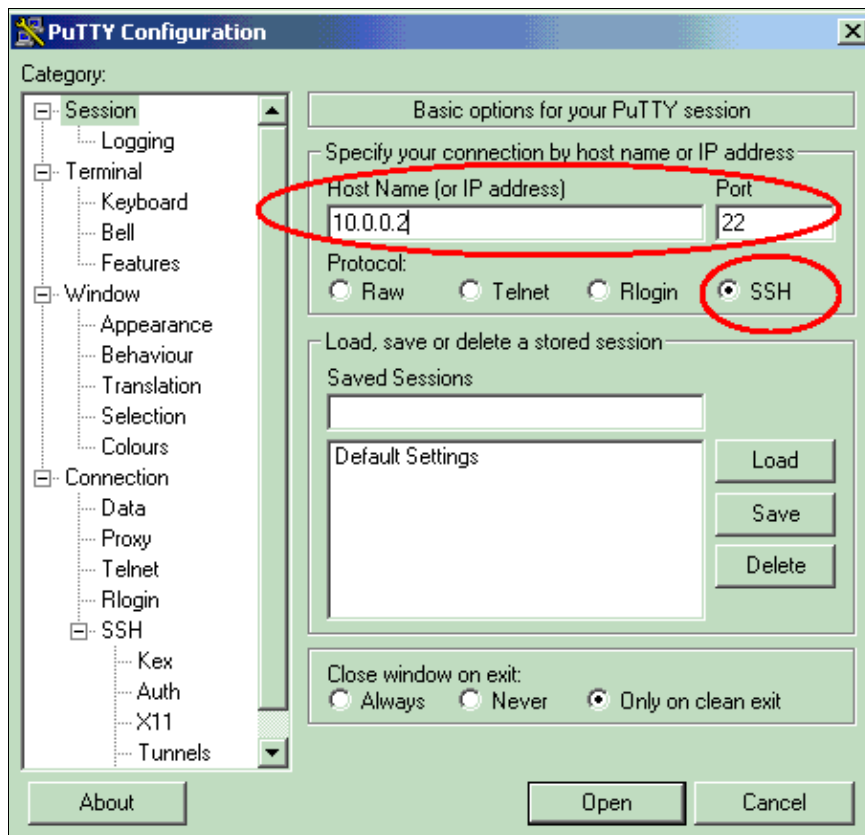 PuTTY Configuration
Category:
Session
Logging
Terminal
Keyboard
Bell
Features
Window
Appearance
Behaviour
Translation
Selection
Colours
Connection
Data
Proxy
Telnet
Rlogin
SSH
Kex
Auth
X11
Tunnels
Basic options for your PuTTY session
Specify your connection by host name or IP address
Host Name (or IP address) Port
10.0.0.2 22
Protocol:
Raw Telnet Rlogin SSH
Load, save or delete a stored session
Saved Sessions
Default Settings
Load
Save
Delete
Close window on exit:
Always Never Only on clean exit
About Open Cancel